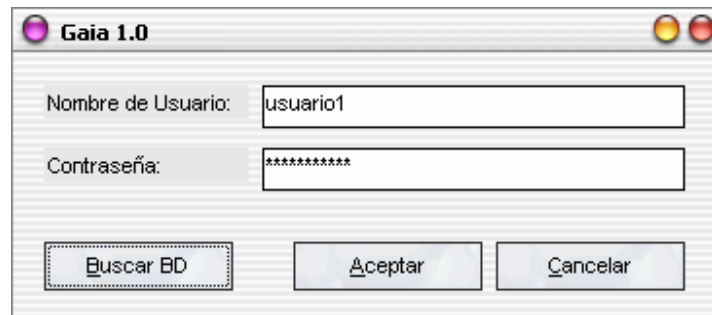 Gaia 1.0
Nombre de Usuario: usuario1
Contraseña: ***********
Buscar BD Aceptar Cancelar